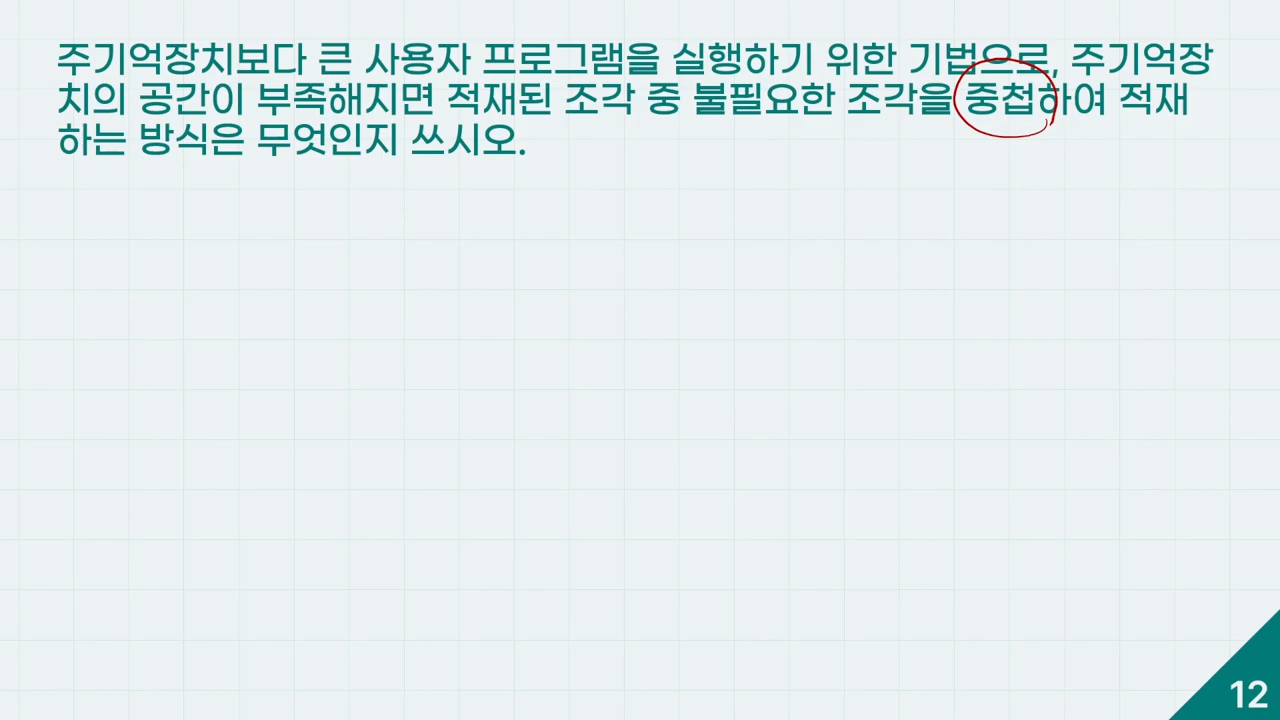 주기억장치보다 큰 사용자 프로그램을 실행하기 위한 기법으로, 주기억장
치의 공간이 부족해지면 적재된 조각 중 불필요한 조각을 중첩하여 적재
하는 방식은 무엇인지 쓰시오.
12